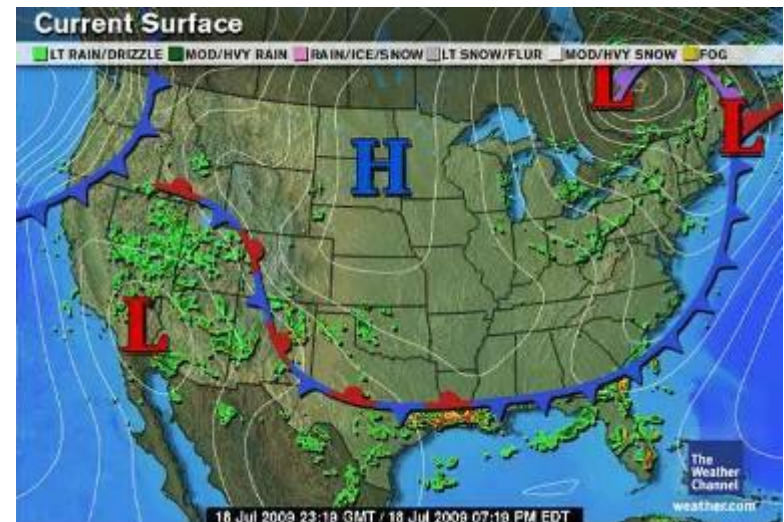 Current Surface
LT RAIN/DRIZZLE MOD/HVY RAIN RAIN/ICE/SNOW LT SNOW/FLUR MOD/HVY SNOW FOG
L
L
H
L
The
Weather
Channel
weather.com
18 Jul 2009 23:19 GMT / 18 Jul 2009 07:19 PM EDT